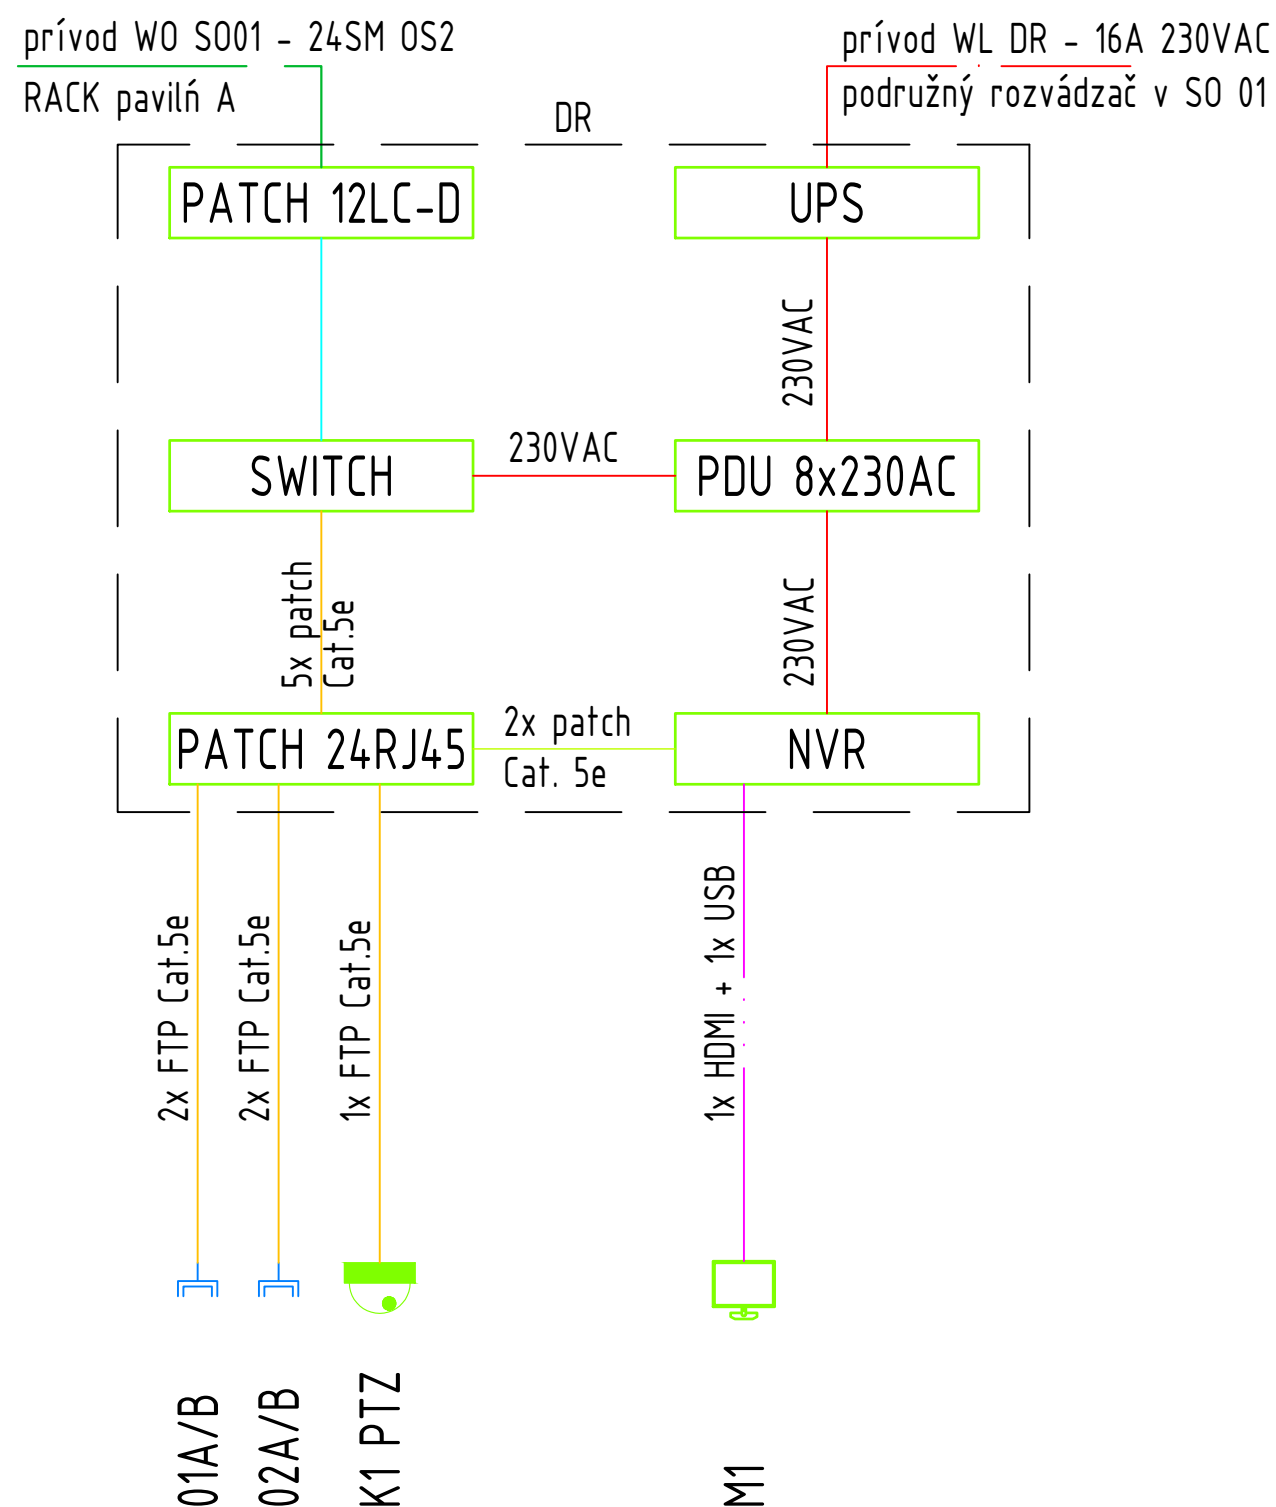 prívod WO SO01 - 24SM OS2
RACK pavilń A
prívod WL DR - 16A 230VAC
podružný rozvádzač v SO 01
DR
PATCH 12LC-D
UPS
230VAC
SWITCH
230VAC
PDU 8x230AC
5x patch
Cat.5e
230VAC
PATCH 24RJ45
2x patch
Cat. 5e
NVR
2x FTP Cat.5e
2x FTP Cat.5e
1x FTP Cat.5e
1x HDMI + 1x USB
01A/B
02A/B
K1 PTZ
M1